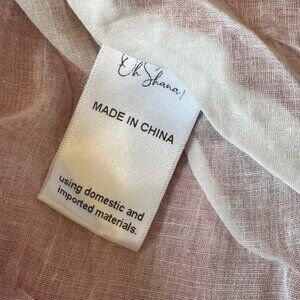 Oh Shana!
MADE IN CHINA
using domestic and
imported materials.